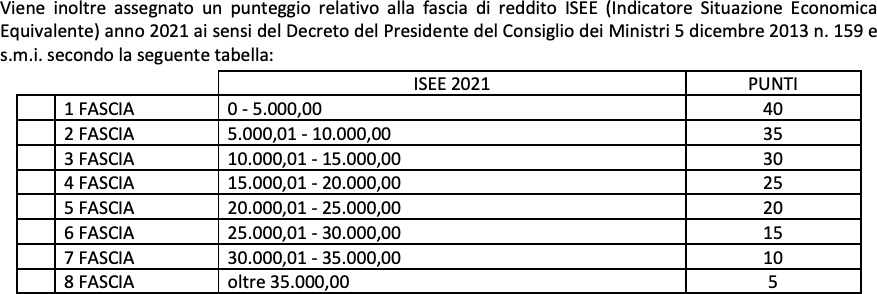 Viene inoltre assegnato un punteggio relativo alla fascia di reddito ISEE (Indicatore Situazione Economica
Equivalente) anno 2021 ai sensi del Decreto del Presidente del Consiglio dei Ministri 5 dicembre 2013 n. 159 e
s.m.i. secondo la seguente tabella:
ISEE 2021 PUNTI
1 FASCIA 0 - 5.000,00 40
2 FASCIA 5.000,01 - 10.000,00 35
3 FASCIA 10.000,01 - 15.000,00 30
4 FASCIA 15.000,01 - 20.000,00 25
5 FASCIA 20.000,01 - 25.000,00 20
6 FASCIA 25.000,01 - 30.000,00 15
7 FASCIA 30.000,01 - 35.000,00 10
8 FASCIA oltre 35.000,00 5